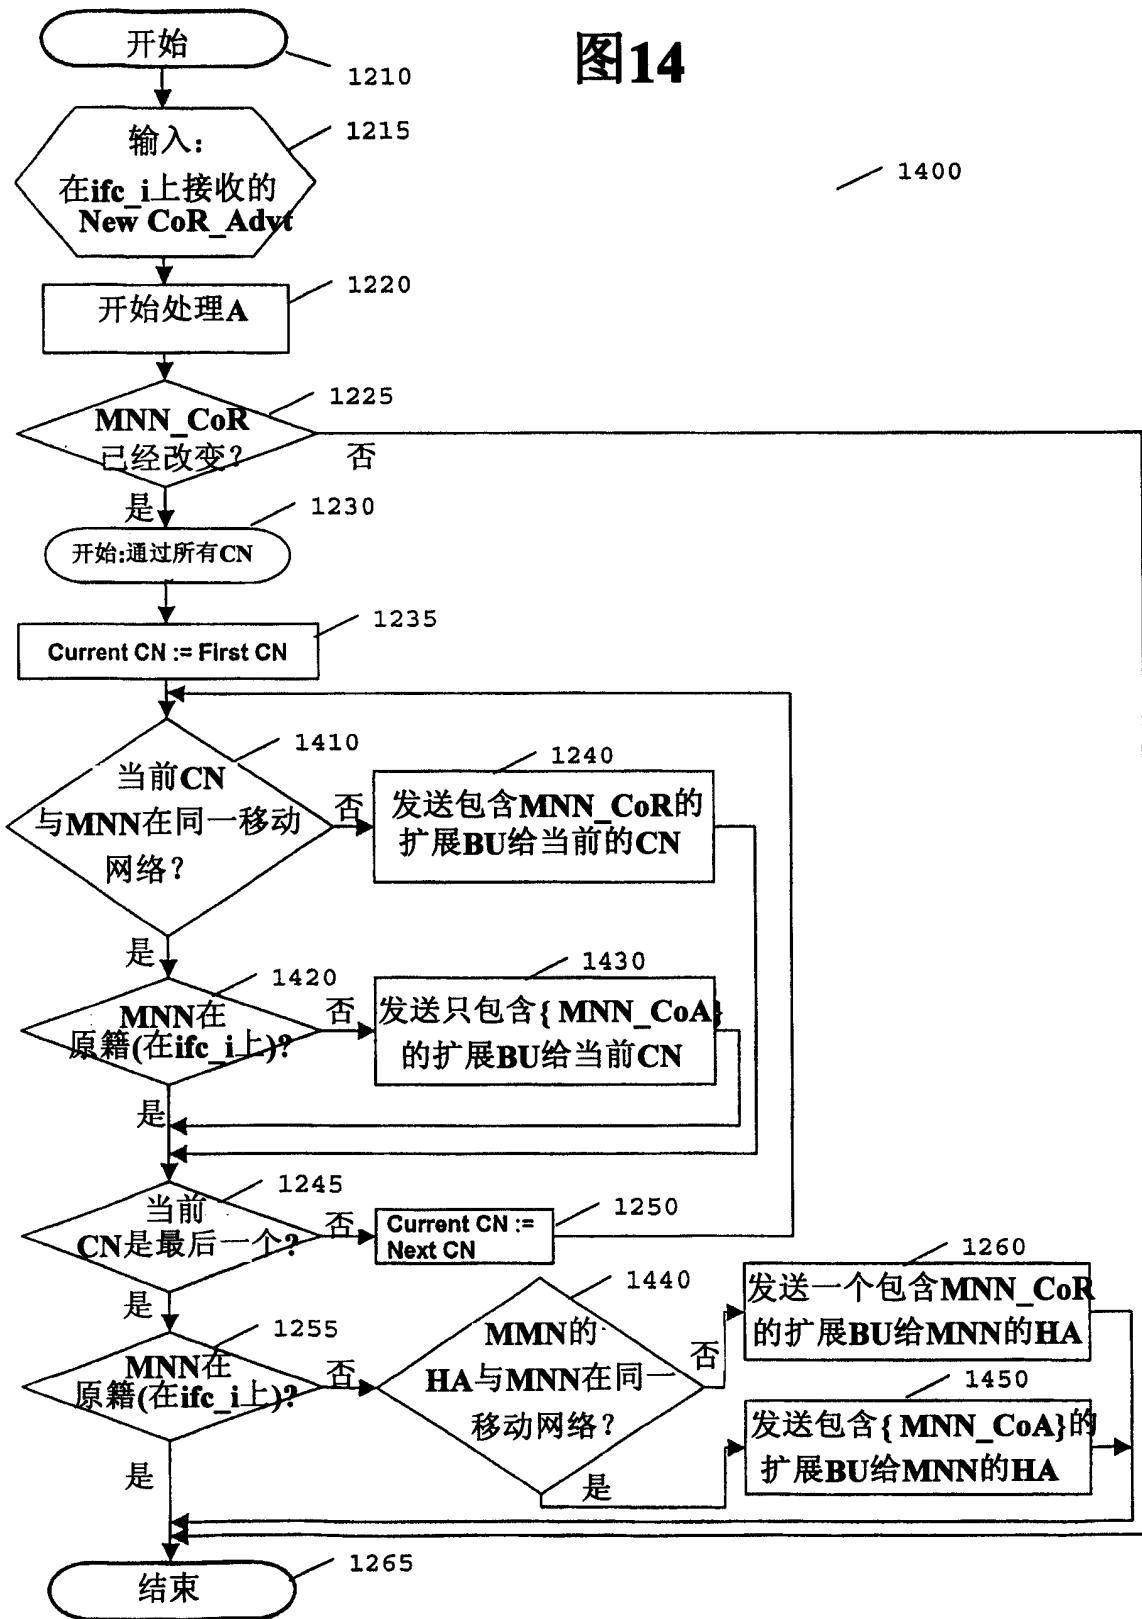 开始
图14
1210
输入:
1215
在ifc_i上接收的
New CoR_Advt
1400
1220
开始处理A
1225
MNN_CoR
已经改变?
否
是
1230
开始:通过所有CN
1235
Current CN := First CN
1410
当前CN
与MNN在同一移动
网络?
否
1240
发送包含MNN_CoR的
扩展BU给当前的CN
是
1420
MNN在
原籍(在ifc_i上)?
否
1430
发送只包含{ MNN_CoA}
的扩展BU给当前CN
是
1245
当前
CN是最后一个?
否
1250
Current CN :=
Next CN
是
1255
MNN在
原籍(在ifc_i上)?
否
1440
MMN的
HA与MNN在同一
移动网络?
否
1260
发送一个包含MNN_CoR
的扩展BU给MNN的HA
1450
发送包含{ MNN_CoA}的
扩展BU给MNN的HA
是
是
1265
结束